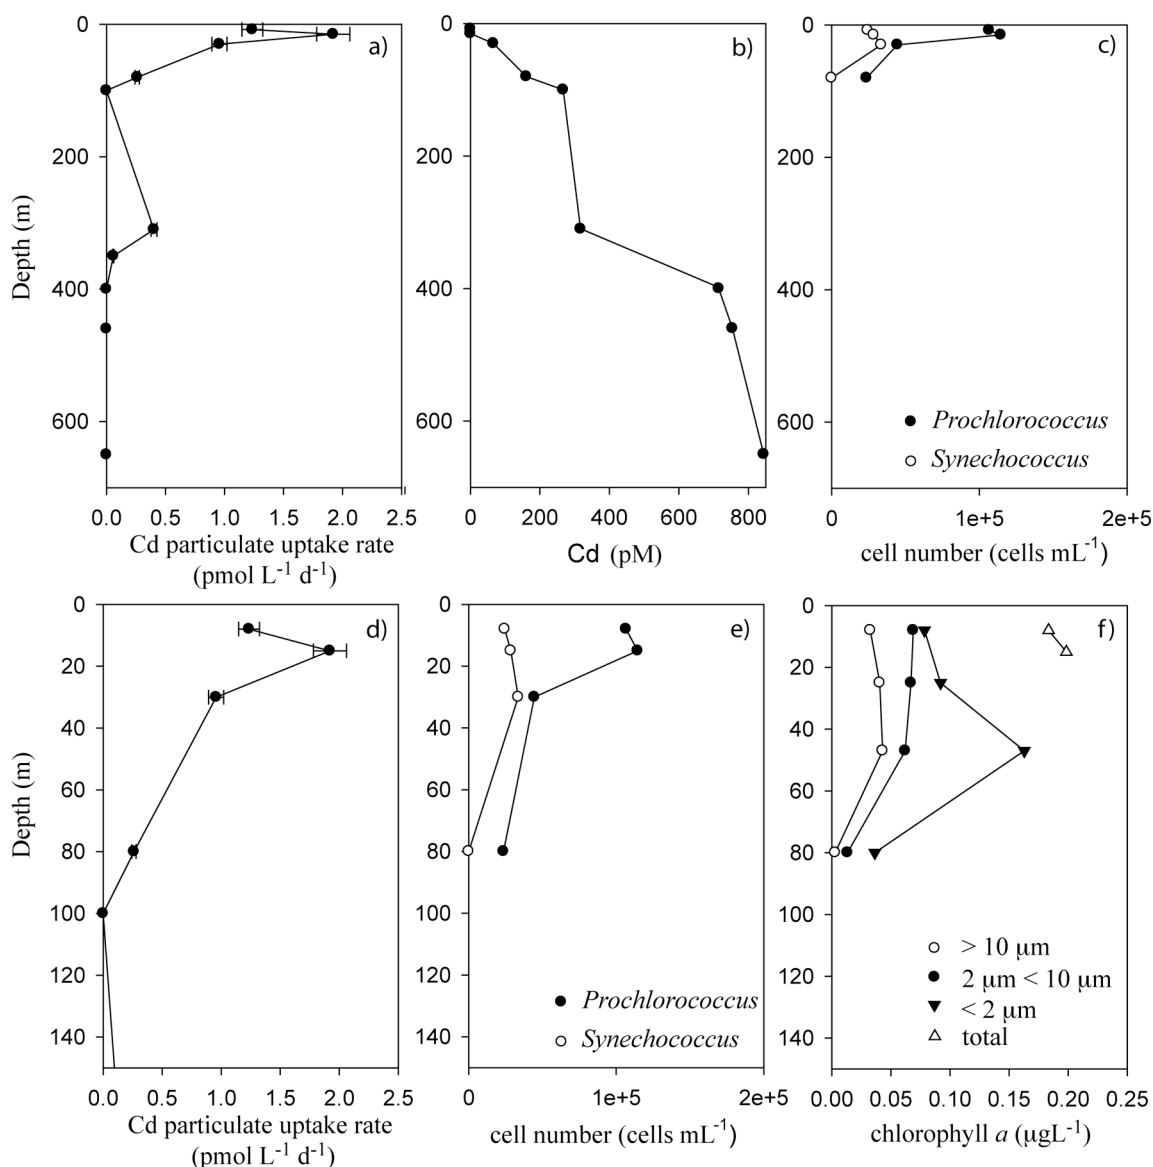 a)
b)
c)
0
200
400
600
Depth (m)
0.0 0.5 1.0 1.5 2.0 2.5
Cd particulate uptake rate
(pmol L⁻¹ d⁻¹)
0
200
400
600
0 200 400 600 800
Cd (pM)
0
200
400
600
Prochlorococcus
Synechococcus
0 1e+5 2e+5
cell number (cells mL⁻¹)
d)
e)
f)
0
20
40
60
80
100
120
140
Depth (m)
0.0 0.5 1.0 1.5 2.0 2.5
Cd particulate uptake rate
(pmol L⁻¹ d⁻¹)
0
20
40
60
80
100
120
140
Prochlorococcus
Synechococcus
0 1e+5 2e+5
cell number (cells mL⁻¹)
0
20
40
60
80
100
120
140
> 10 μm
2 μm < 10 μm
< 2 μm
total
0.00 0.05 0.10 0.15 0.20 0.25
chlorophyll a (μgL⁻¹)